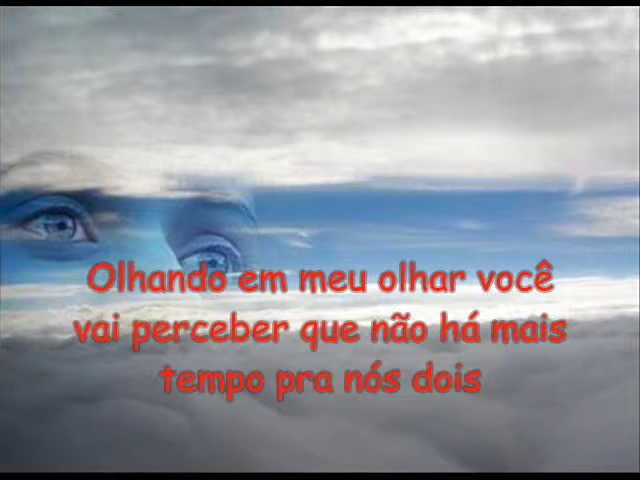 Olhando em meu olhar você
vai perceber que não há mais
tempo pra nós dois